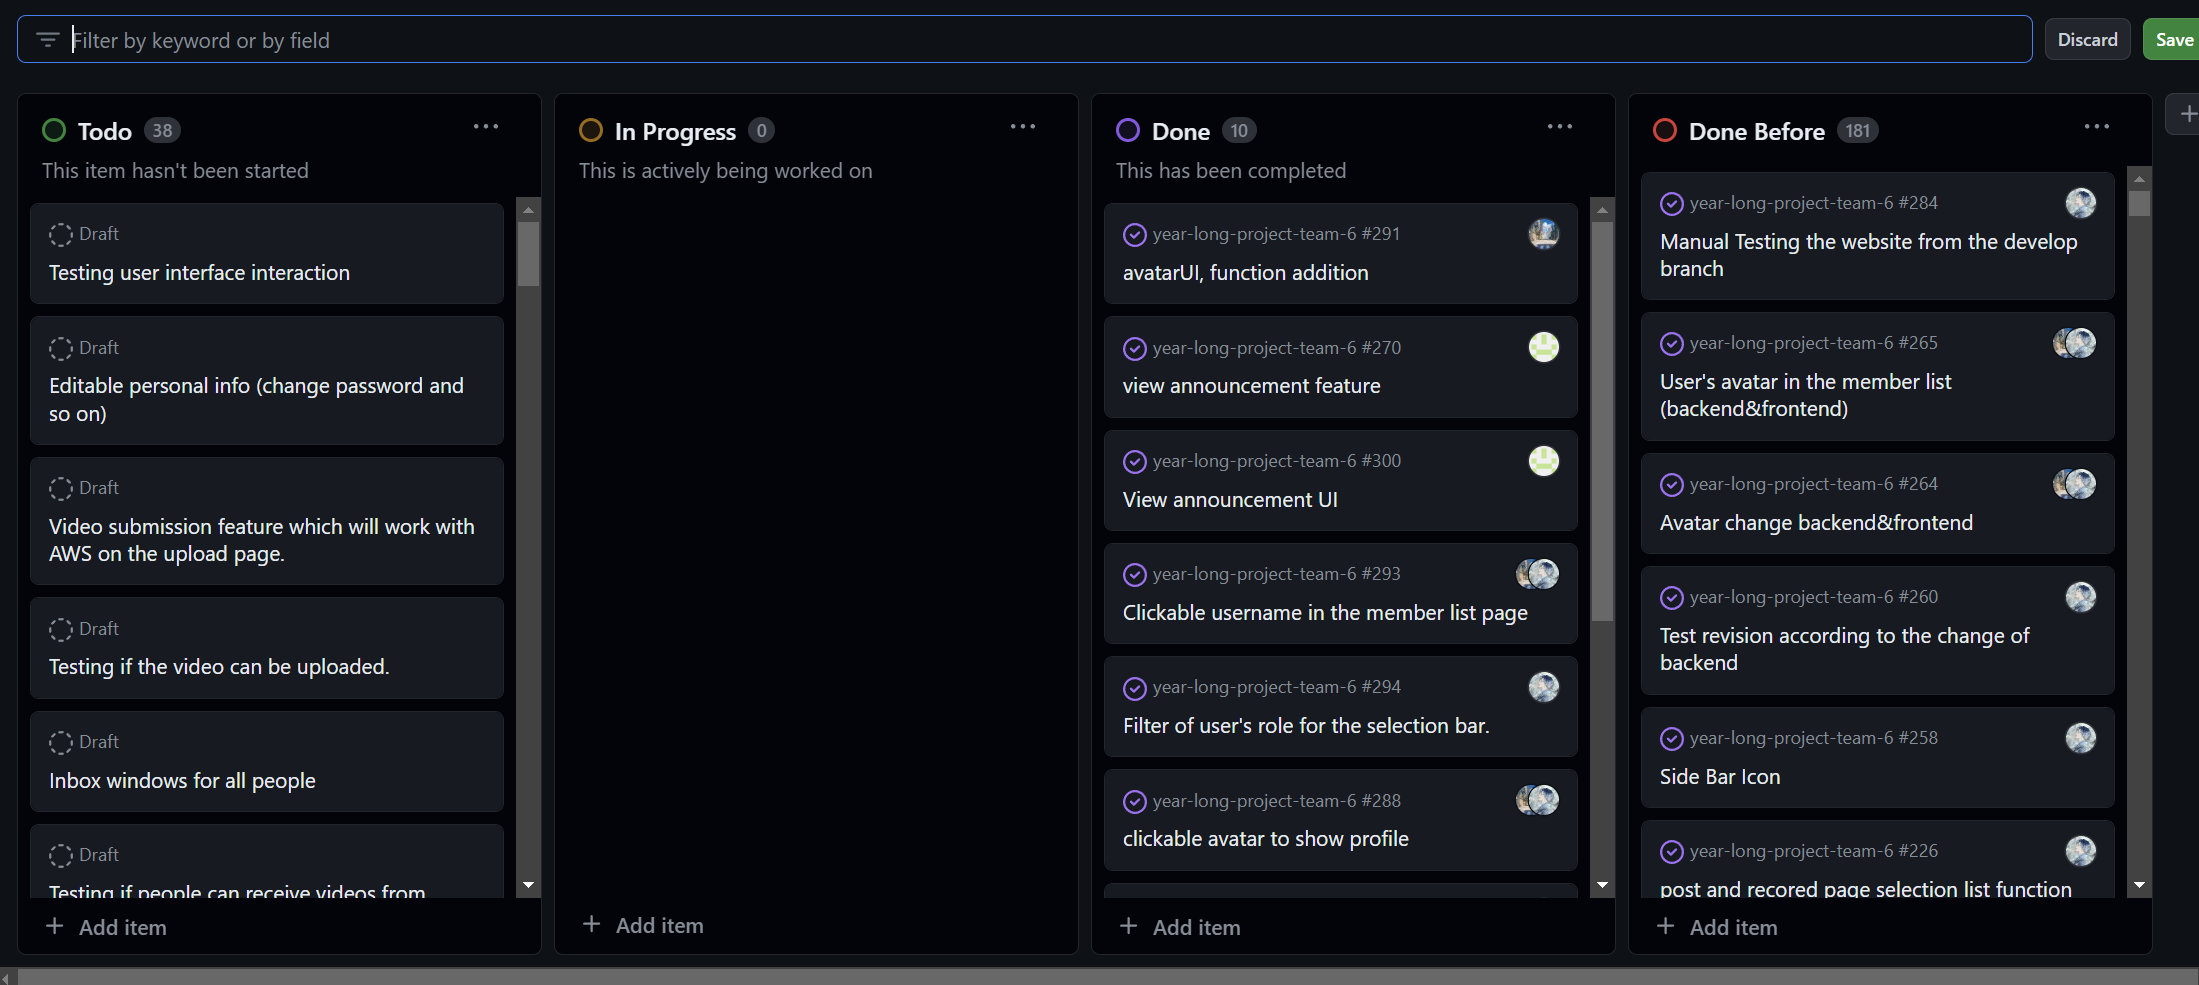 Filter by keyword or by field
Discard
Save
Todo 38
This item hasn't been started
Draft
Testing user interface interaction
Draft
Editable personal info (change password and
so on)
Draft
Video submission feature which will work with
AWS on the upload page.
Draft
Testing if the video can be uploaded.
Draft
Inbox windows for all people
Draft
Testing if people can receive videos from
Add item
In Progress 0
This is actively being worked on
Add item
Done 10
This has been completed
year-long-project-team-6 #291
avatarUI, function addition
year-long-project-team-6 #270
view announcement feature
year-long-project-team-6 #300
View announcement UI
year-long-project-team-6 #293
Clickable username in the member list page
year-long-project-team-6 #294
Filter of user's role for the selection bar.
year-long-project-team-6 #288
clickable avatar to show profile
Add item
Done Before 181
year-long-project-team-6 #284
Manual Testing the website from the develop
branch
year-long-project-team-6 #265
User's avatar in the member list
(backend&frontend)
year-long-project-team-6 #264
Avatar change backend&frontend
year-long-project-team-6 #260
Test revision according to the change of
backend
year-long-project-team-6 #258
Side Bar Icon
year-long-project-team-6 #226
post and recored page selection list function
Add item